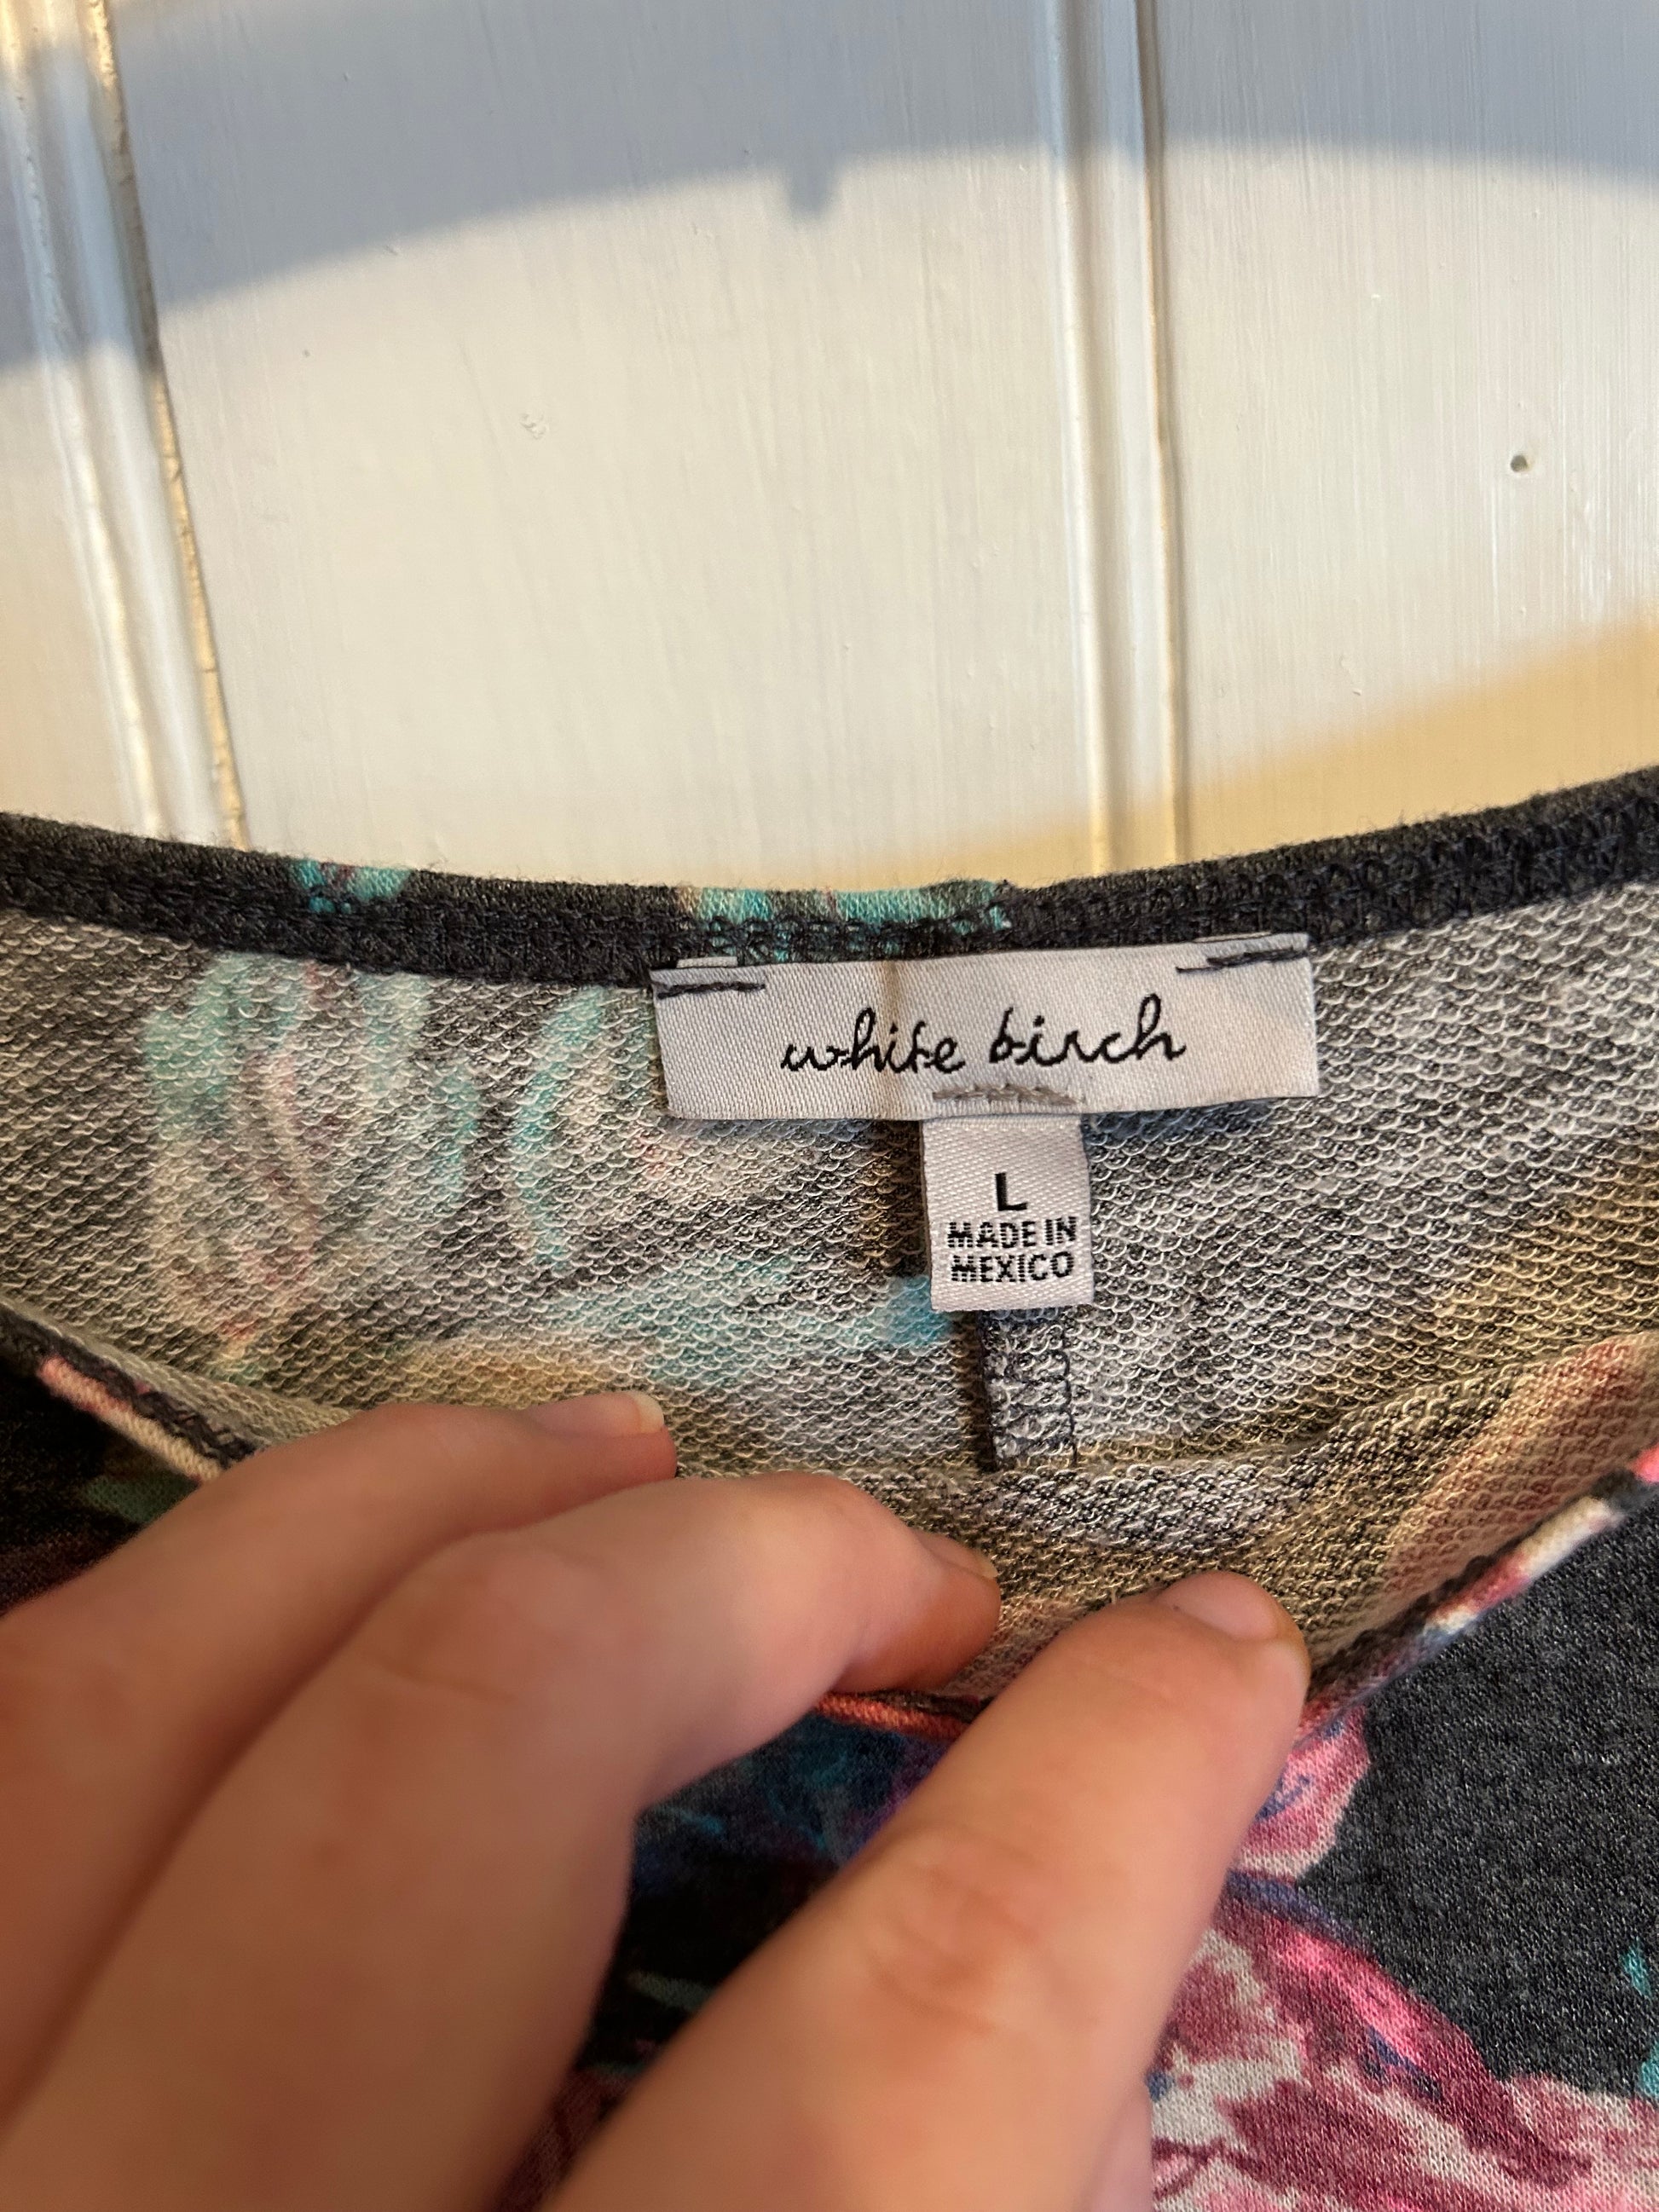 white birch
L
MADE IN
MEXICO